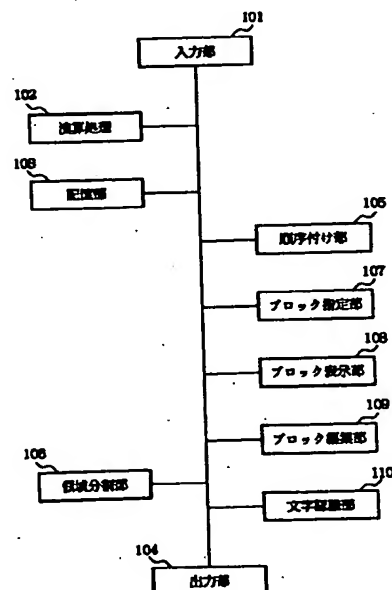 101
入力部
102
演算処理
103
記憶部
105
順序付け部
107
ブロック指定部
108
ブロック表示部
109
ブロック編集部
106
領域分割部
110
文字認識部
104
出力部